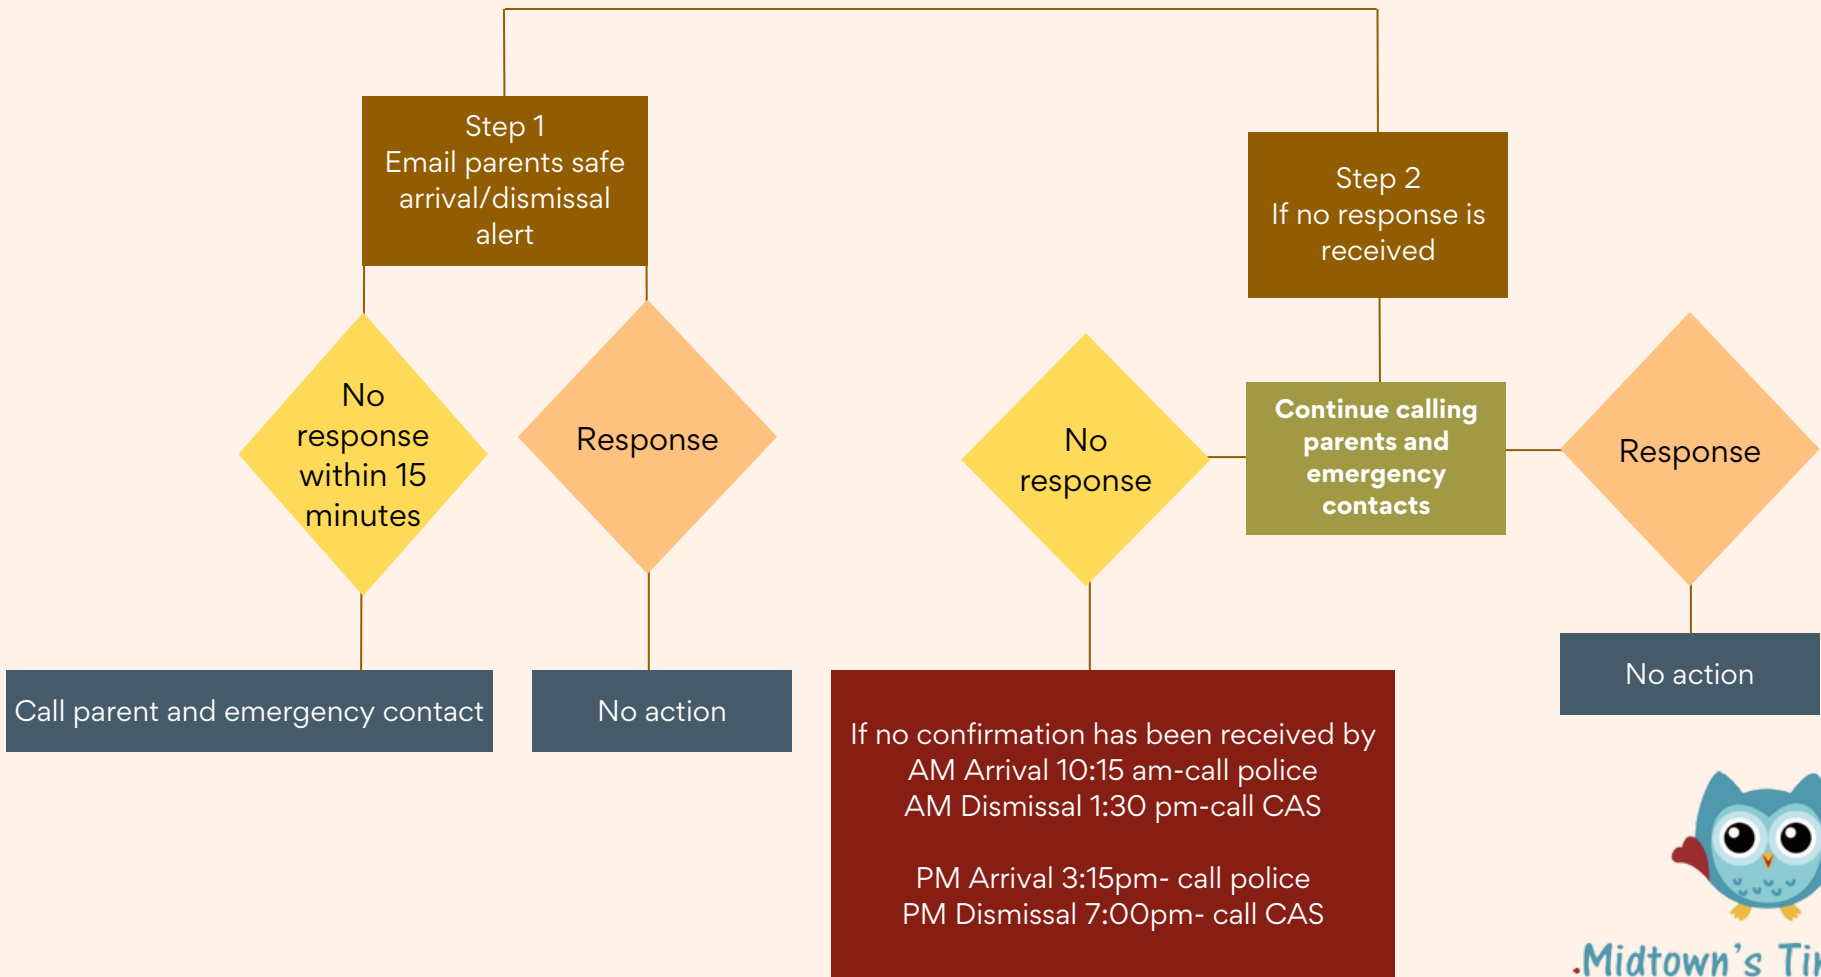 Step 1
Email parents safe
arrival/dismissal
alert
Step 2
If no response is
received
No
response
within 15
minutes
Response
No
response
Continue calling
parents and
emergency
contacts
Response
Call parent and emergency contact
No action
If no confirmation has been received by
AM Arrival 10:15 am-call police
AM Dismissal 1:30 pm-call CAS
PM Arrival 3:15pm- call police
PM Dismissal 7:00pm- call CAS
No action
Midtown's